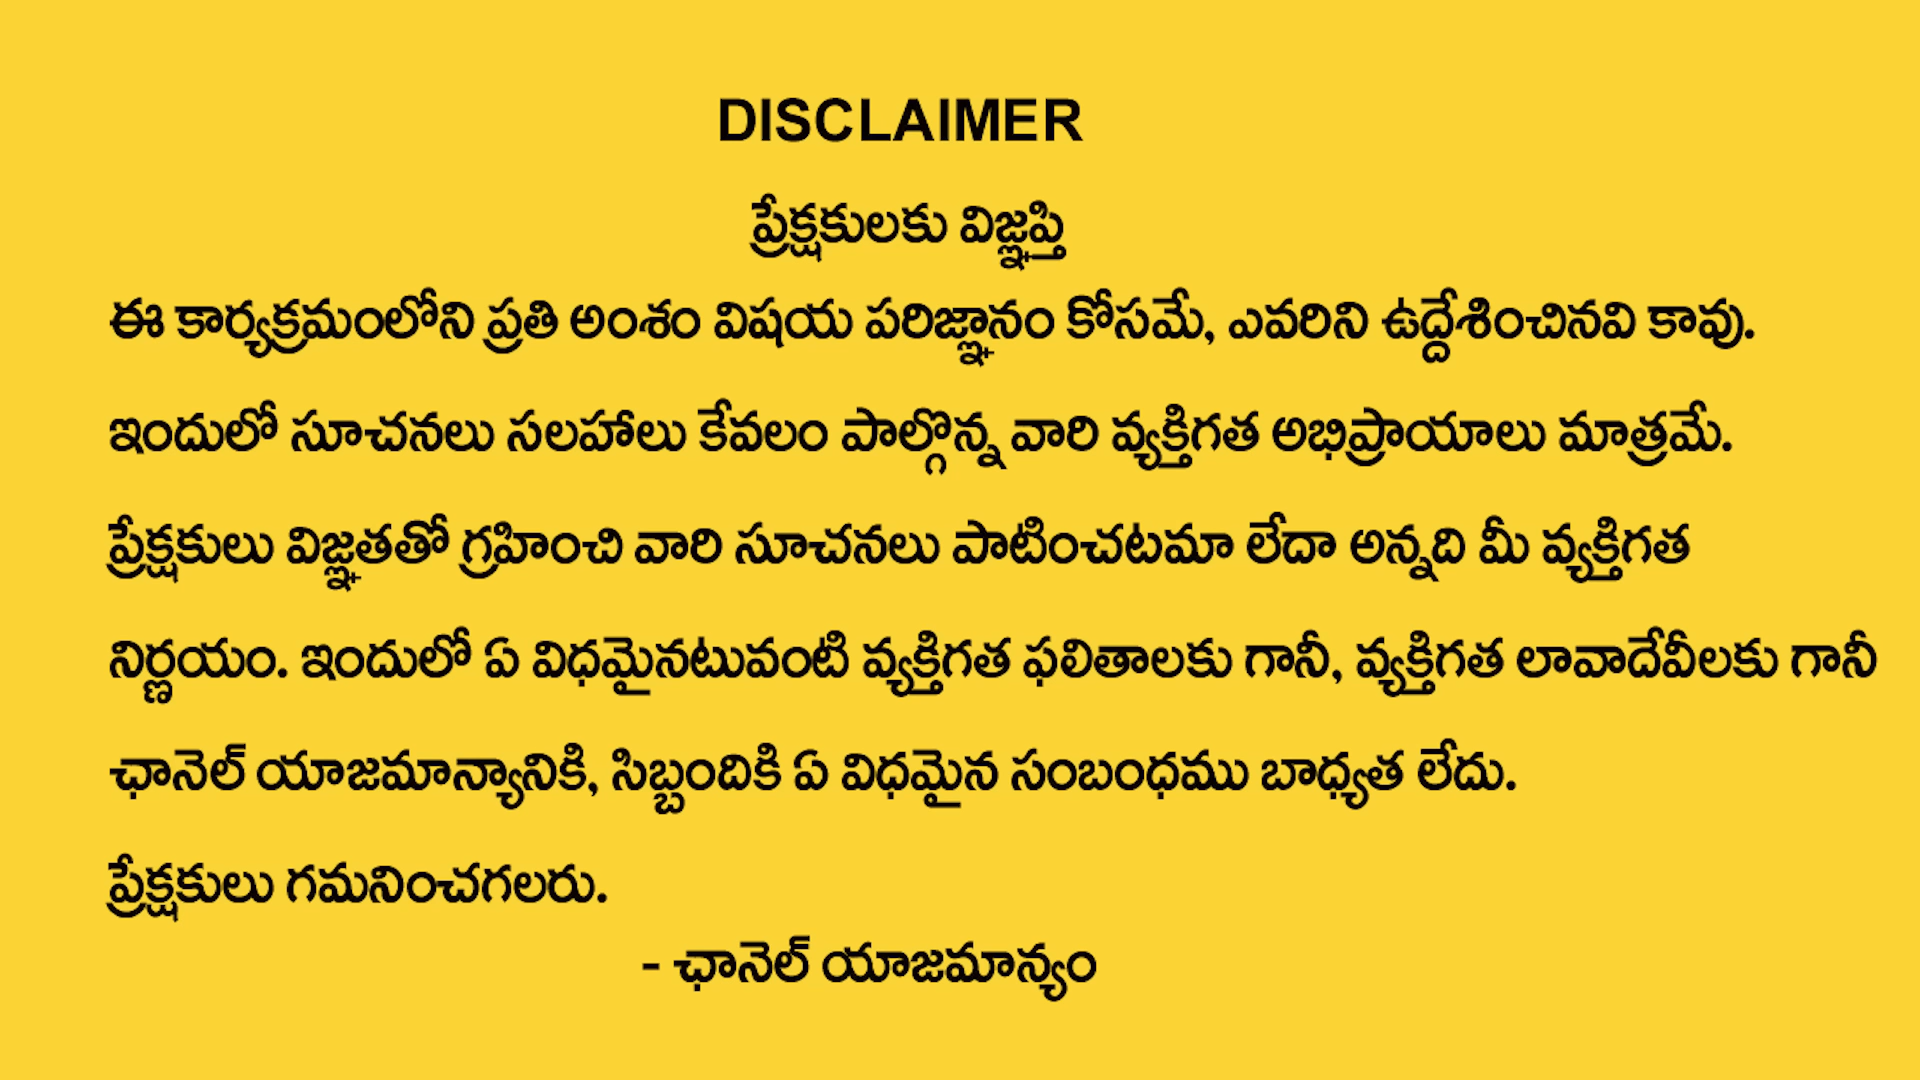 DISCLAIMER
ప్రేక్షకులకు విజ్ఞప్తి
ఈ కార్యక్రమంలోని ప్రతి అంశం విషయ పరిజ్ఞానం కోసమే, ఎవరిని ఉద్దేశించినవి కావు.
ఇందులో సూచనలు సలహాలు కేవలం పాల్గొన్న వారి వ్యక్తిగత అభిప్రాయాలు మాత్రమే.
ప్రేక్షకులు విజ్ఞతతో గ్రహించి వారి సూచనలు పాటించటమా లేదా అన్నది మీ వ్యక్తిగత
నిర్ణయం. ఇందులో ఏ విధమైనటువంటి వ్యక్తిగత ఫలితాలకు గానీ, వ్యక్తిగత లావాదేవీలకు గానీ
ఛానెల్ యాజమాన్యానికి, సిబ్బందికి ఏ విధమైన సంబంధము బాధ్యత లేదు.
ప్రేక్షకులు గమనించగలరు.
- ఛానెల్ యాజమాన్యం